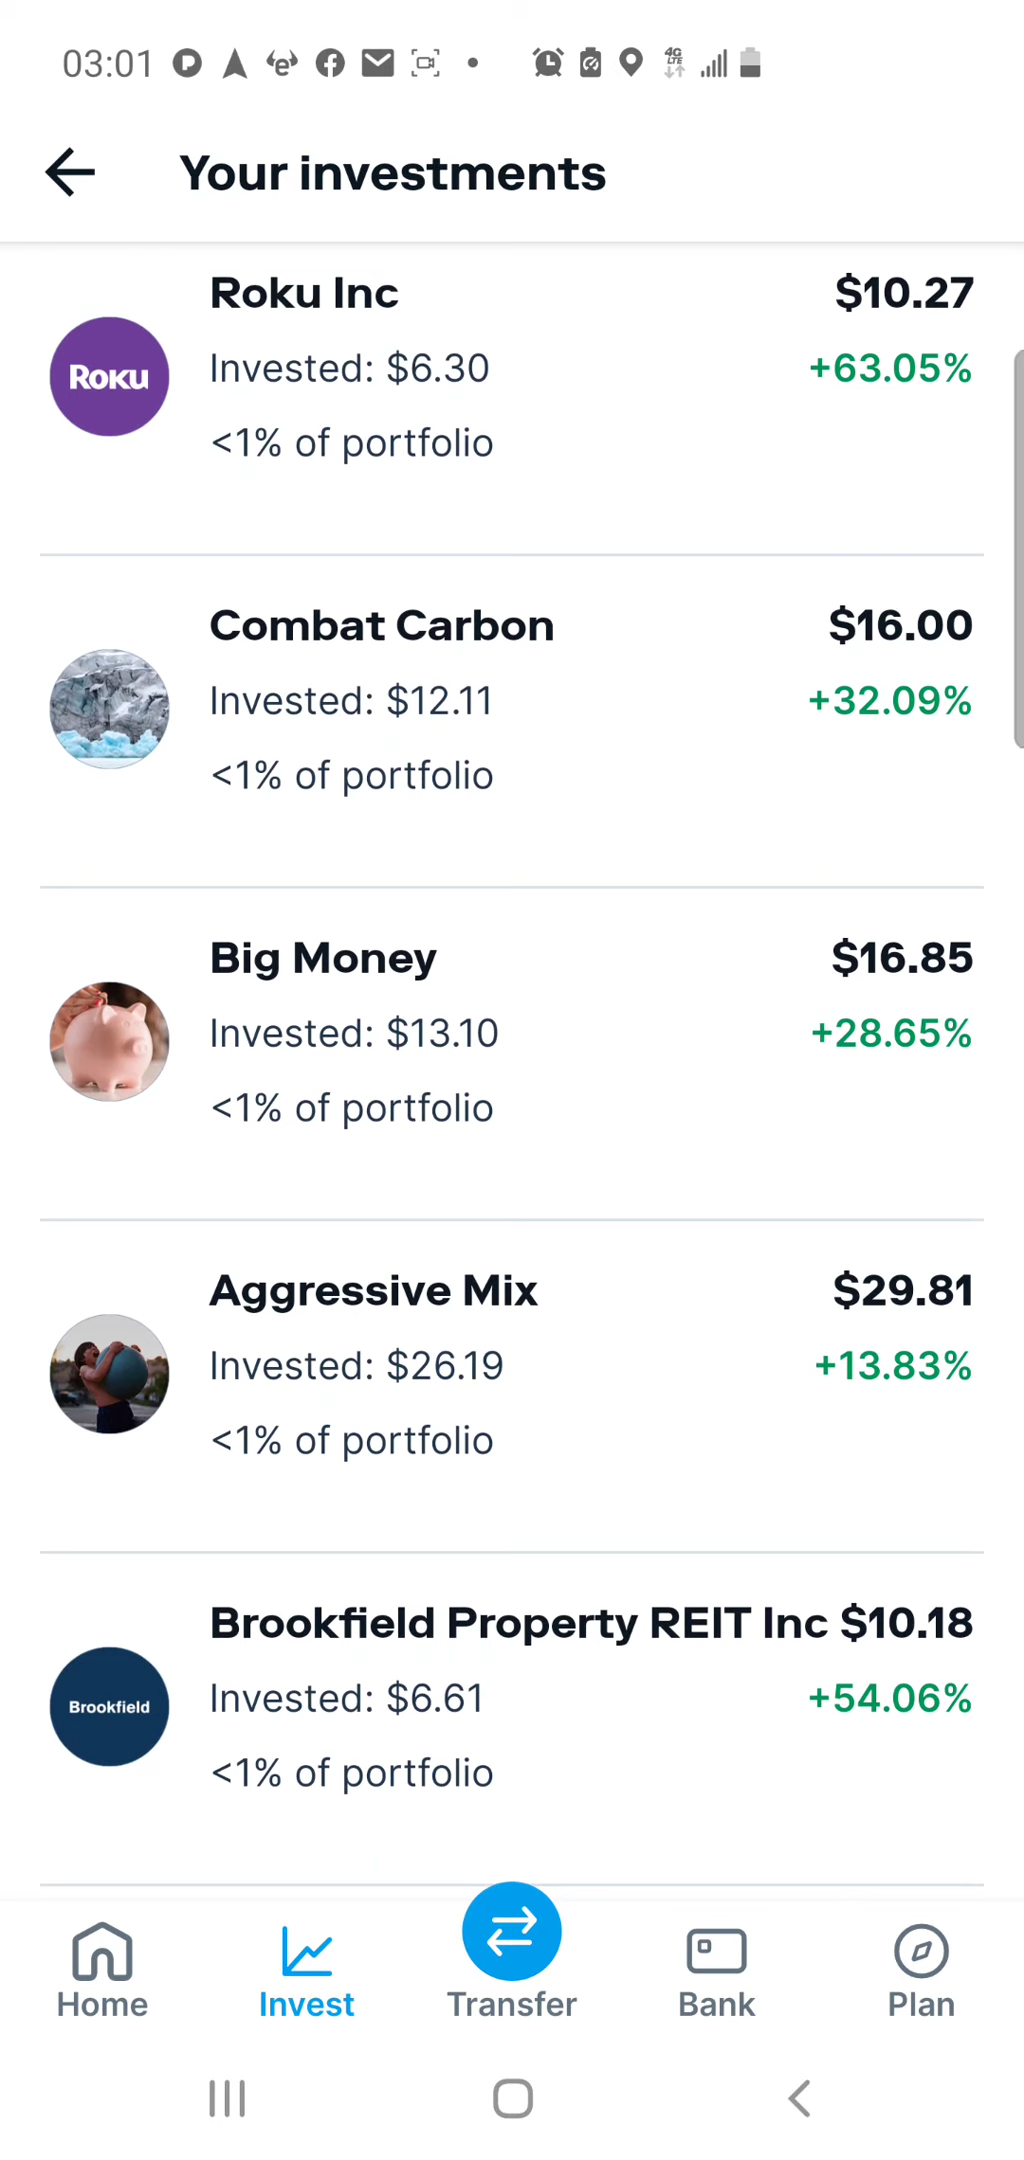 03:01
4G
LTE
Your investments
Roku Inc $10.27
ROKU
Invested: $6.30 +63.05%
<1% of portfolio
Combat Carbon $16.00
Invested: $12.11 +32.09%
<1% of portfolio
Big Money $16.85
Invested: $13.10 +28.65%
<1% of portfolio
Aggressive Mix $29.81
Invested: $26.19 +13.83%
<1% of portfolio
Brookfield Property REIT Inc $10.18
Brookfield
Invested: $6.61 +54.06%
<1% of portfolio
Home Invest Transfer Bank Plan